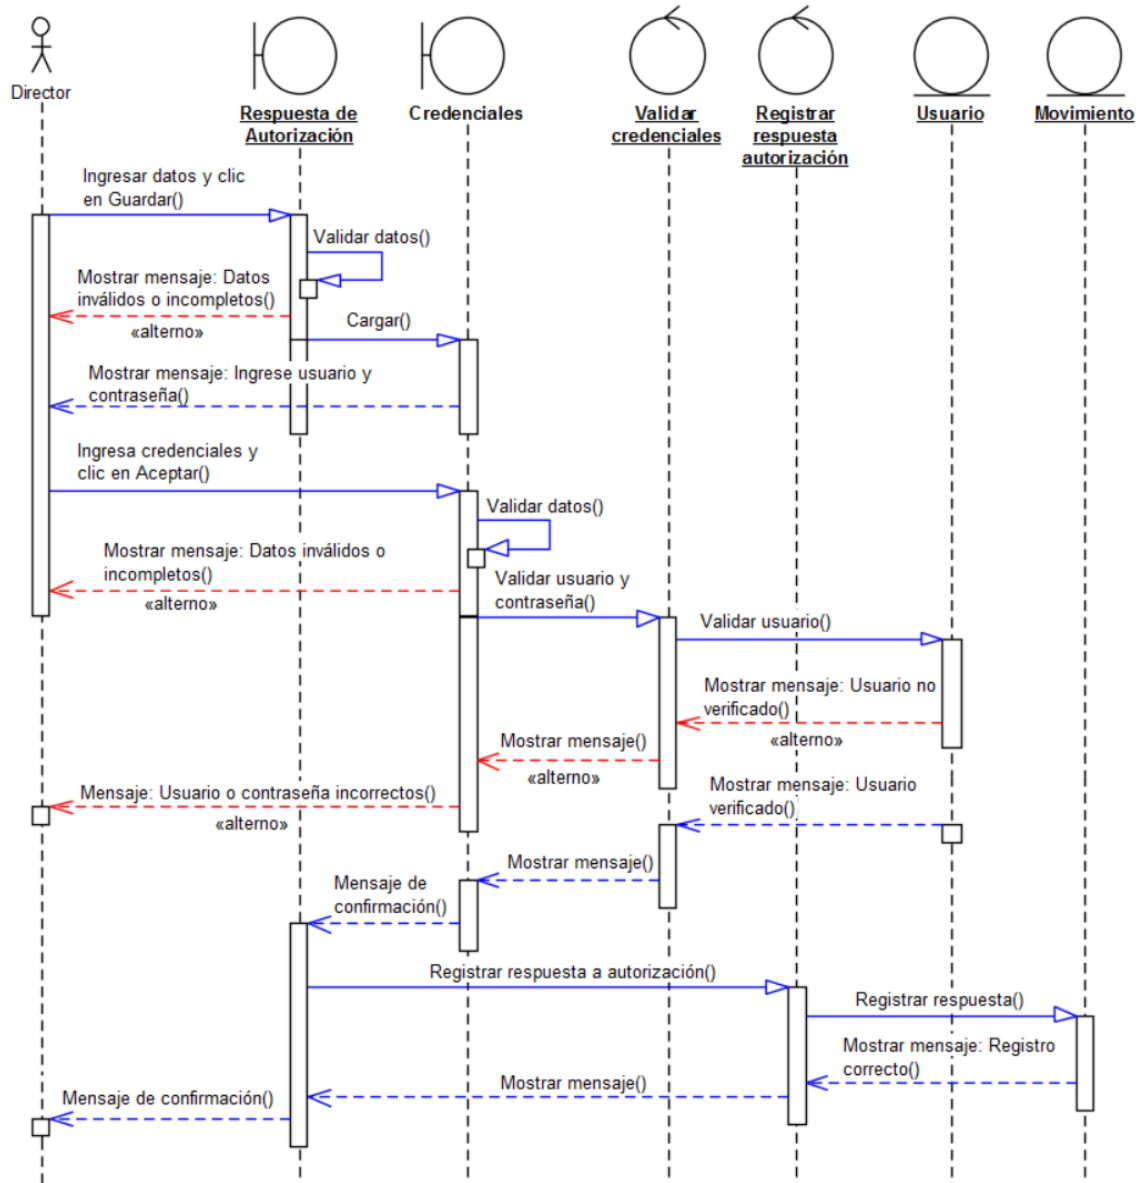 Director
Respuesta de
Autorización
Credenciales
Validar
credenciales
Registrar
respuesta
autorización
Usuario
Movimiento
Ingresar datos y clic
en Guardar()
Validar datos()
Mostrar mensaje: Datos
inválidos o incompletos()
«alterno»
Cargar()
Mostrar mensaje: Ingrese usuario y
contraseña()
Ingresa credenciales y
clic en Aceptar()
Validar datos()
Mostrar mensaje: Datos inválidos o
incompletos()
«alterno»
Validar usuario y
contraseña()
Validar usuario()
Mostrar mensaje: Usuario no
verificado()
«alterno»
Mostrar mensaje()
«alterno»
Mensaje: Usuario o contraseña incorrectos()
«alterno»
Mostrar mensaje: Usuario
verificado()
Mostrar mensaje()
Mensaje de
confirmación()
Registrar respuesta a autorización()
Registrar respuesta()
Mostrar mensaje: Registro
correcto()
Mostrar mensaje()
Mensaje de confirmación()